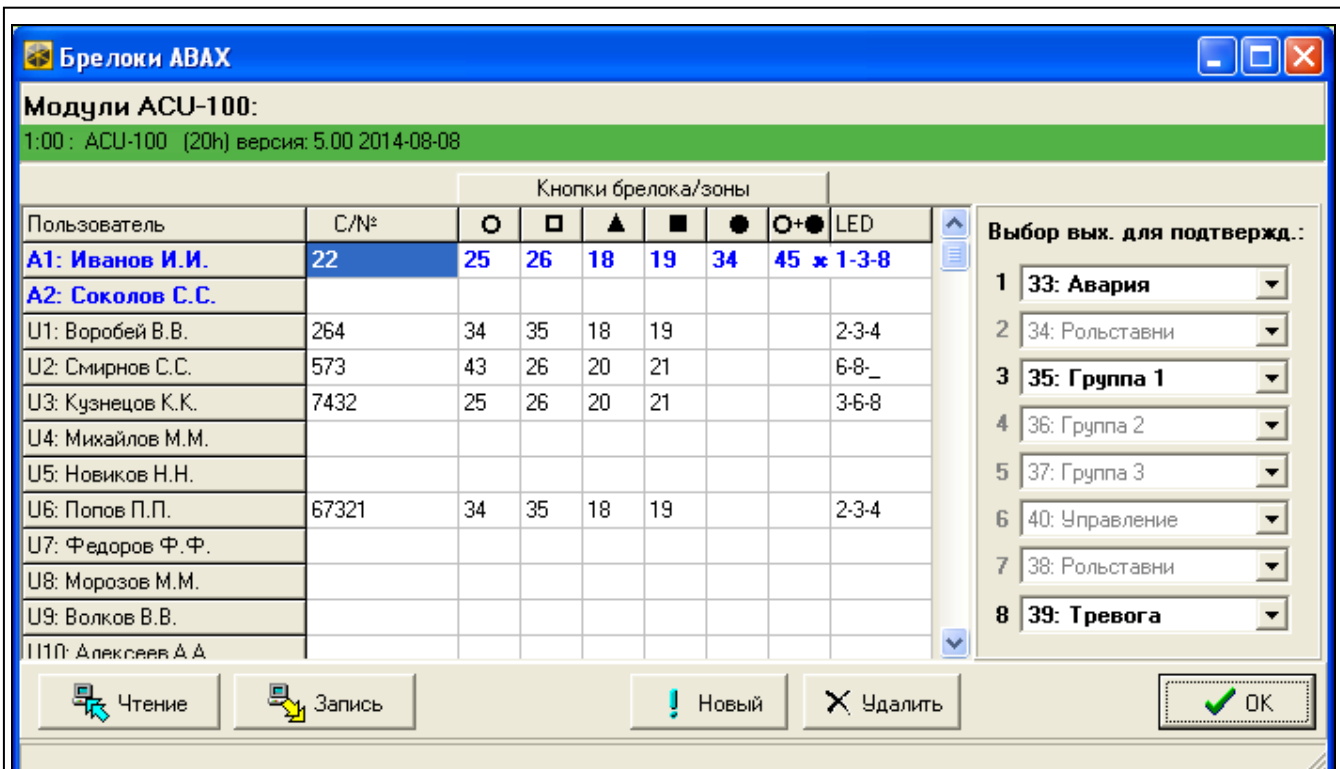 Брелоки ABAX
Модули ACU-100:
1:00 : ACU-100 (20h) версия: 5.00 2014-08-08
Кнопки брелока/зоны
Пользователь C/№ LED
A1: Иванов И.И. 22 25 26 18 19 34 45 × 1-3-8
A2: Соколов С.С.
U1: Воробей В.В. 264 34 35 18 19 2-3-4
U2: Смирнов С.С. 573 43 26 20 21 6-8-_
U3: Кузнецов К.К. 7432 25 26 20 21 3-6-8
U4: Михайлов М.М.
U5: Новиков Н.Н.
U6: Попов П.П. 67321 34 35 18 19 2-3-4
U7: Федоров Ф.Ф.
U8: Морозов М.М.
U9: Волков В.В.
U10: Алексеев А.А.
Выбор вых. для подтвержд.:
1 33: Авария
2 34: Рольставни
3 35: Группа 1
4 36: Группа 2
5 37: Группа 3
6 40: Управление
7 38: Рольставни
8 39: Тревога
Чтение Запись Новый Удалить OK